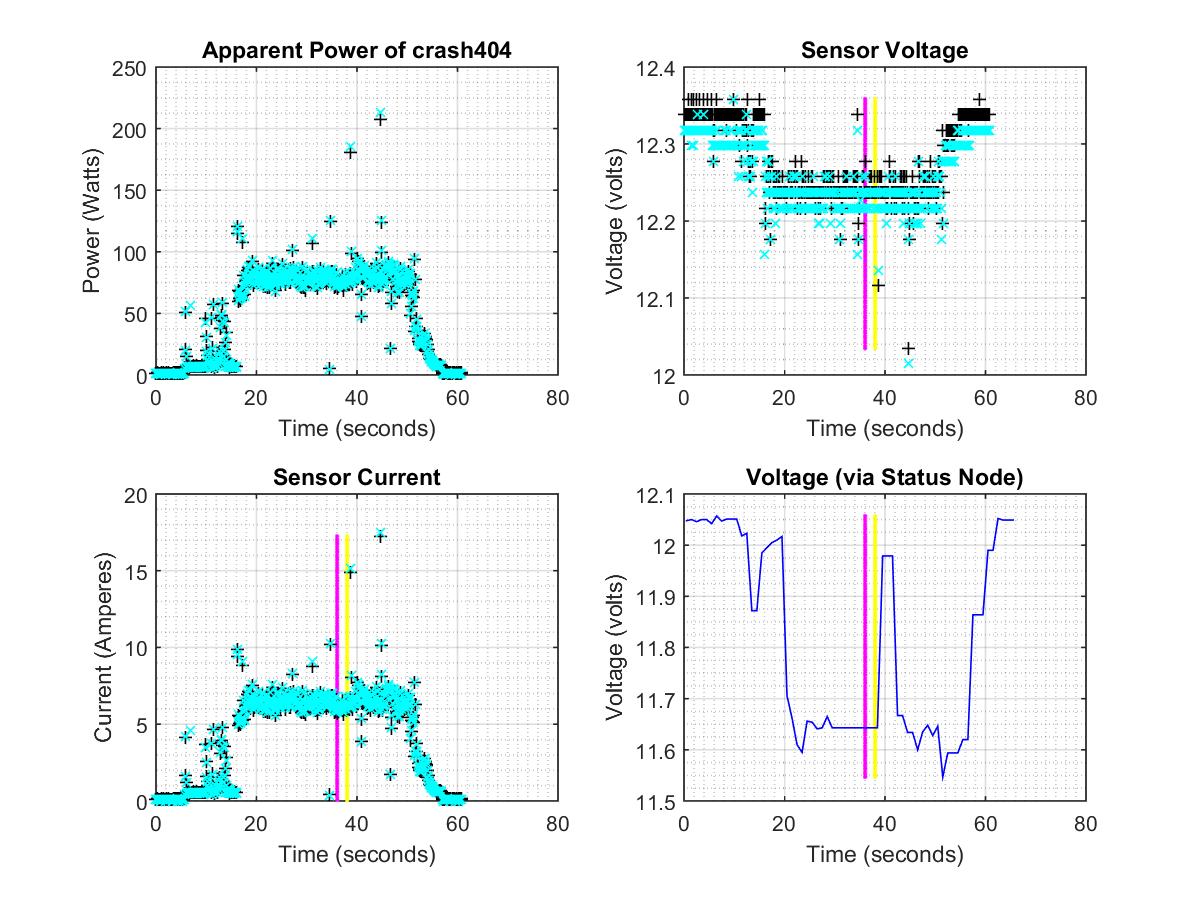 Apparent Power of crash404
250
200
150
100
50
0
Power (Watts)
0 20 40 60 80
Time (seconds)
Sensor Voltage
12.4
12.3
12.2
12.1
12
Voltage (volts)
0 20 40 60 80
Time (seconds)
Sensor Current
20
15
10
5
0
Current (Amperes)
0 20 40 60 80
Time (seconds)
Voltage (via Status Node)
12.1
12
11.9
11.8
11.7
11.6
11.5
Voltage (volts)
0 20 40 60 80
Time (seconds)